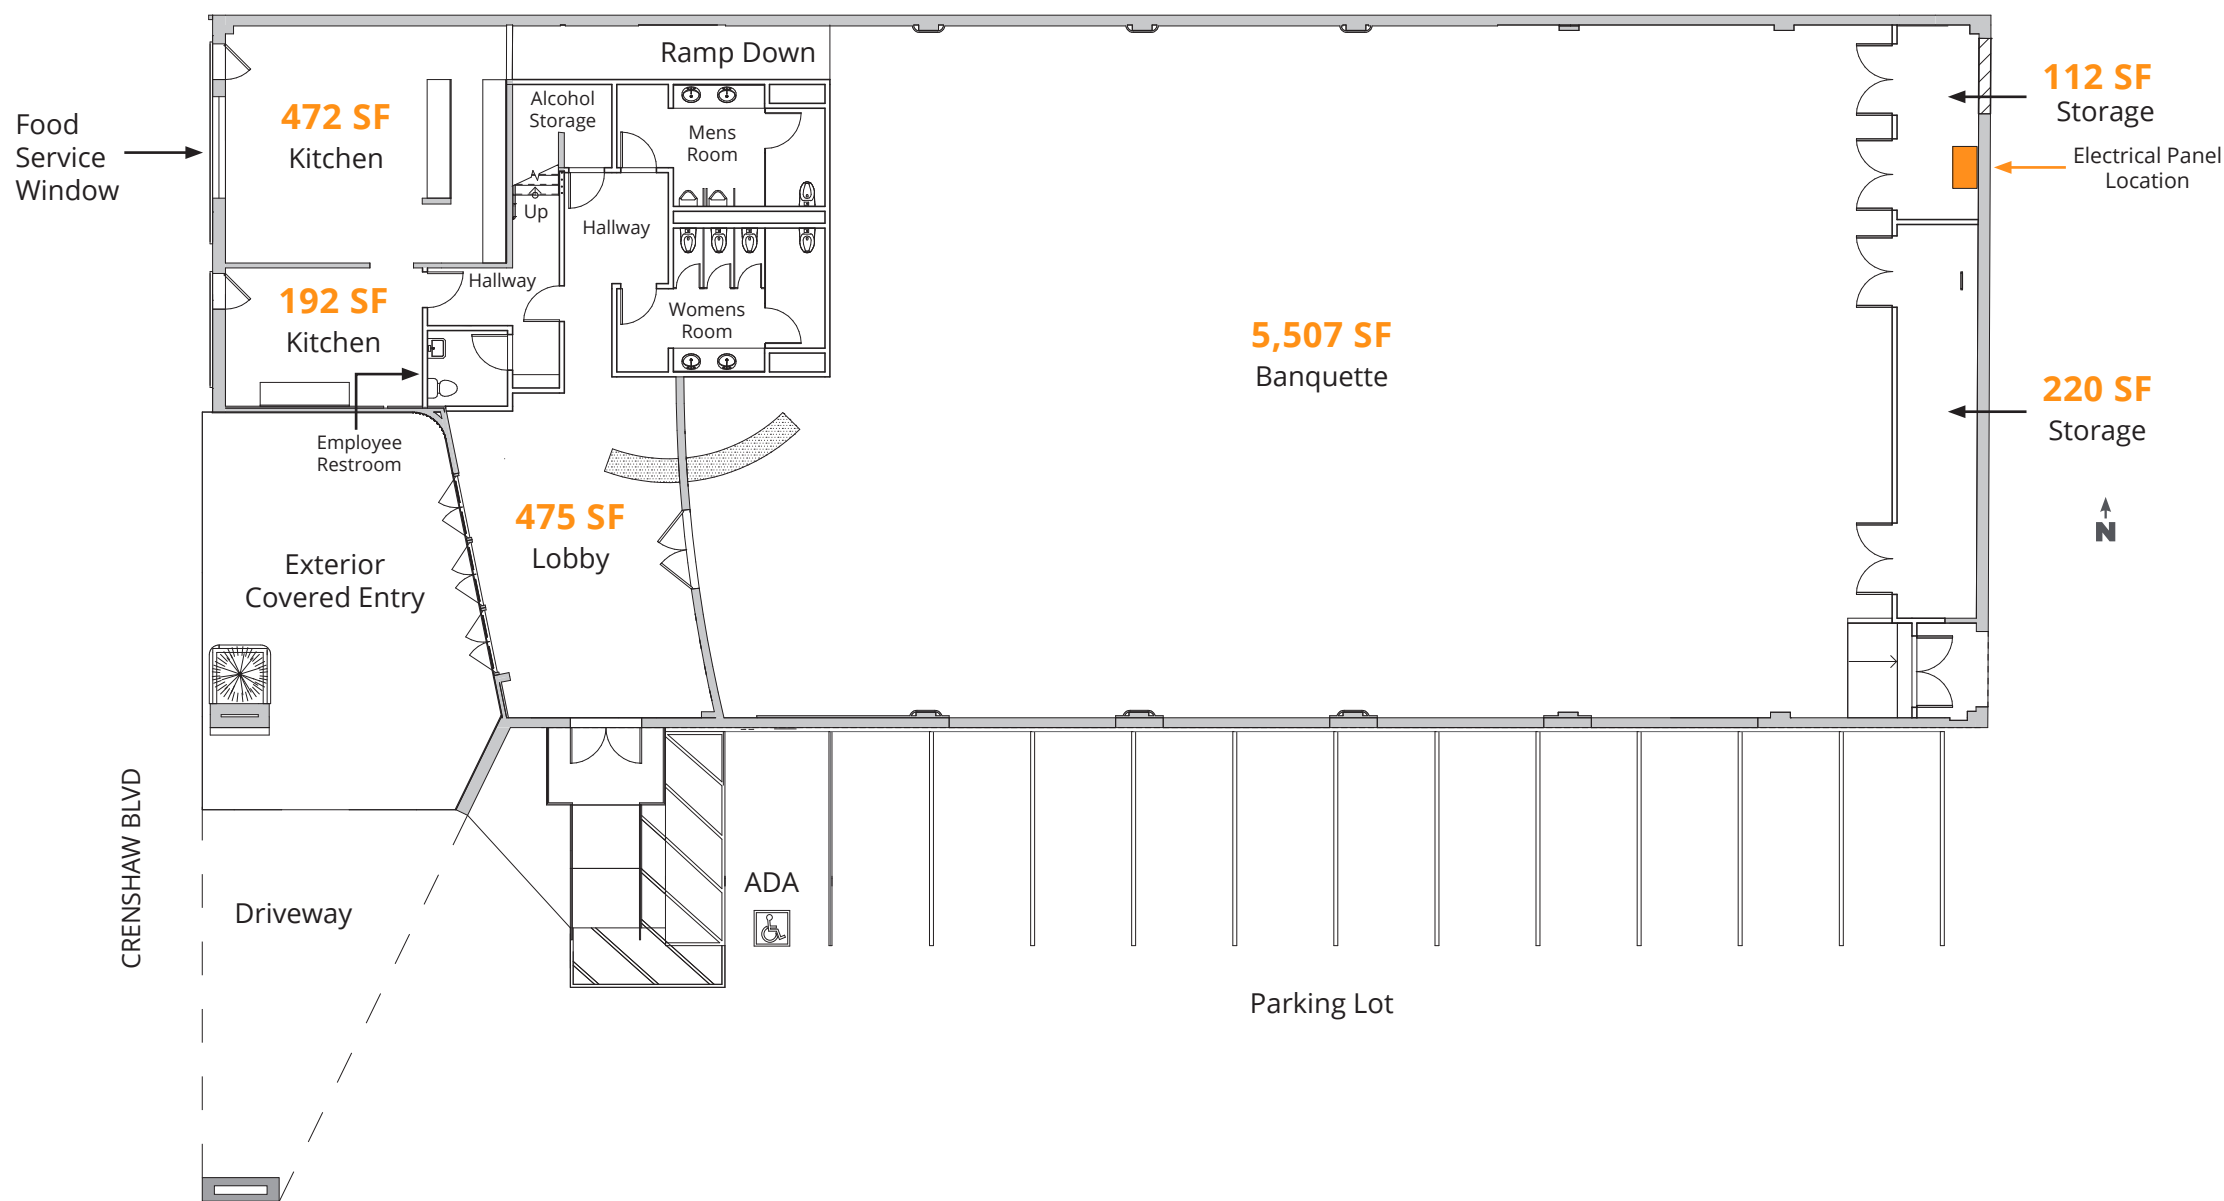 Ramp Down
472 SF
Kitchen
Food
Service
Window
Alcohol
Storage
Mens
Room
Up
Hallway
Hallway
192 SF
Kitchen
Womens
Room
Employee
Restroom
5,507 SF
Banquette
112 SF
Storage
Electrical Panel
Location
220 SF
Storage
N
475 SF
Lobby
Exterior
Covered Entry
CRENSHAW BLVD
Driveway
ADA
Parking Lot